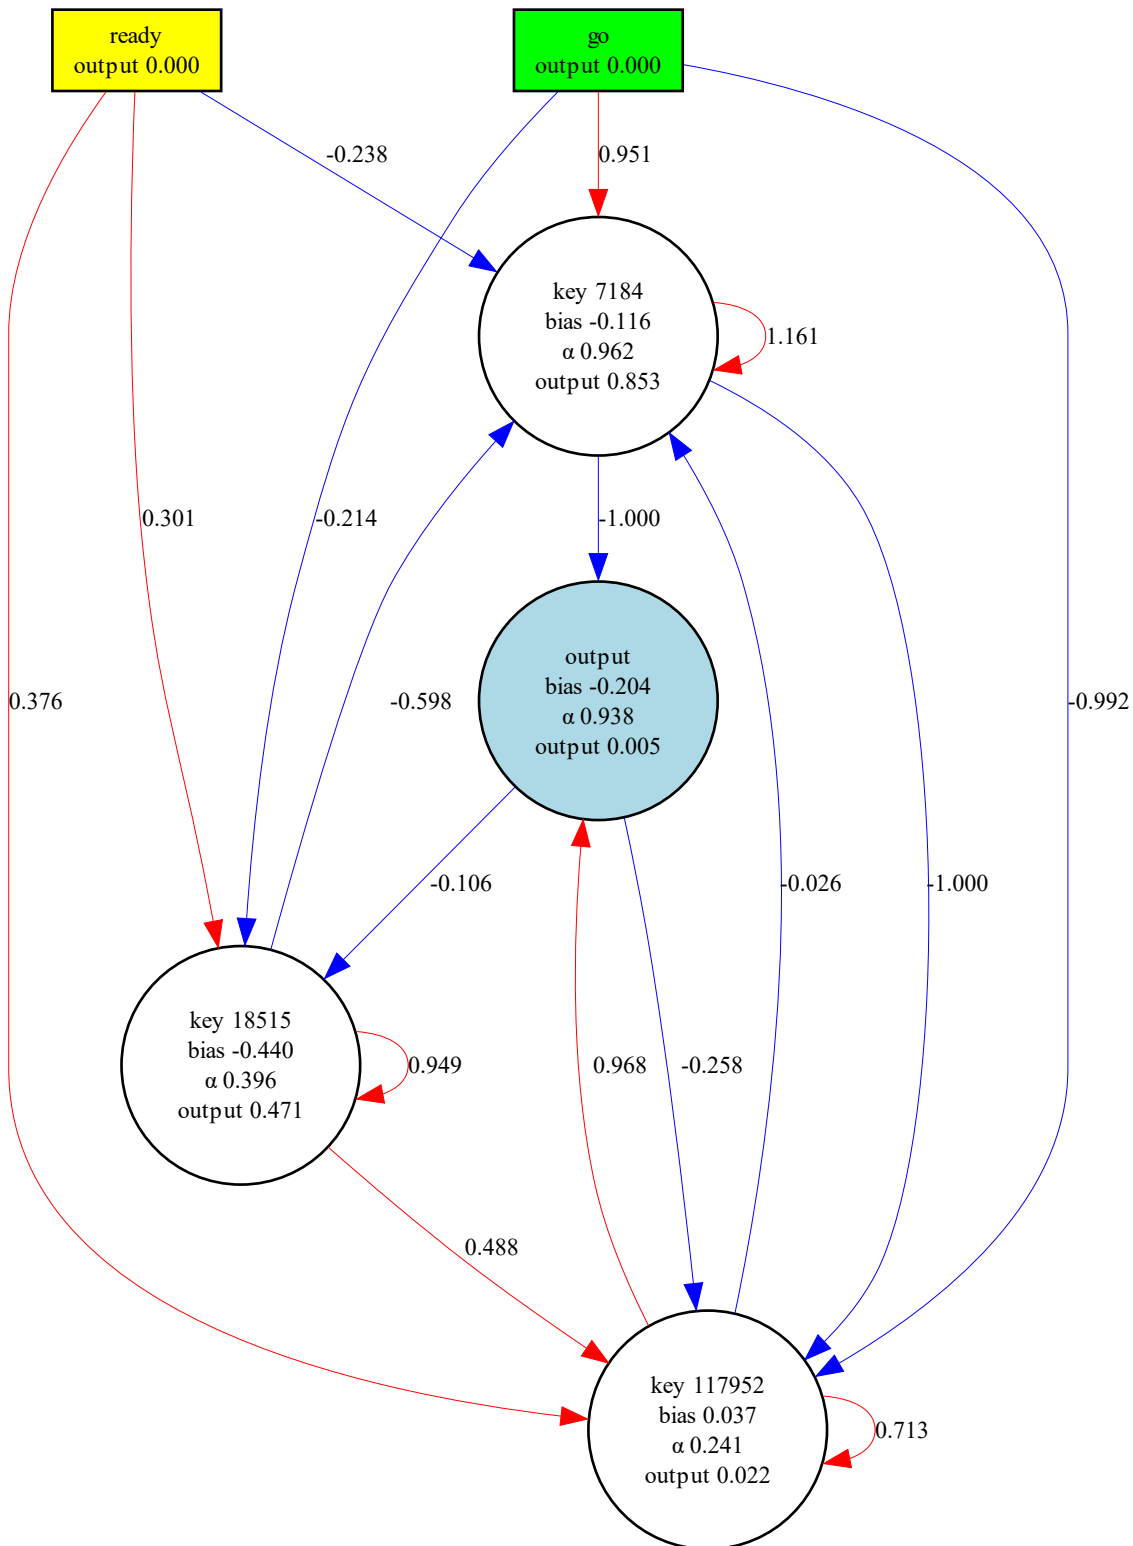 ready
output 0.000
go
output 0.000
-0.238
0.951
key 7184
bias -0.116
α 0.962
output 0.853
1.161
0.301
-0.214
-1.000
output
bias -0.204
α 0.938
output 0.005
0.376
-0.598
-0.992
-0.106
-0.026
-1.000
key 18515
bias -0.440
α 0.396
output 0.471
0.949
0.968
-0.258
0.488
key 117952
bias 0.037
α 0.241
output 0.022
0.713